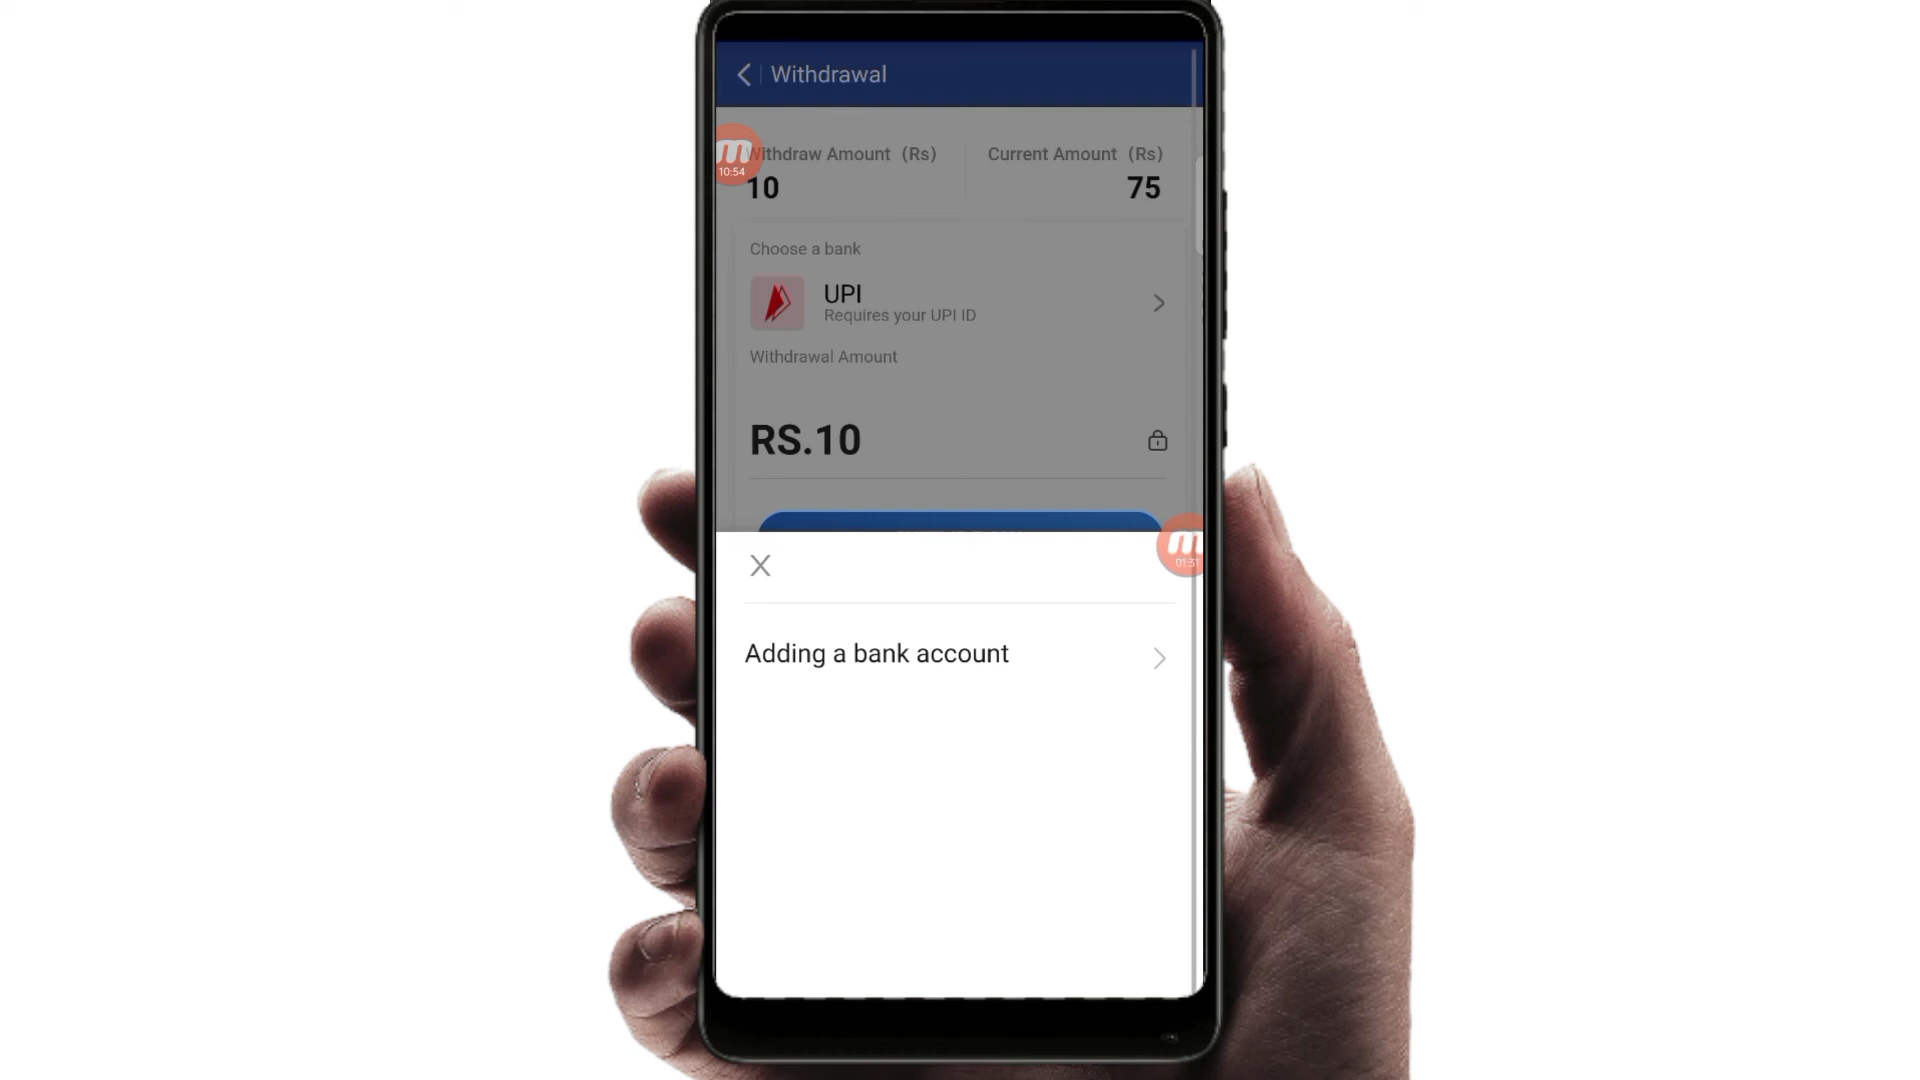 Withdrawal
Withdraw Amount (Rs)
Current Amount (Rs)
10:54
10
75
Choose a bank
UPI
Requires your UPI ID
Withdrawal Amount
RS.10
X
01:31
Adding a bank account